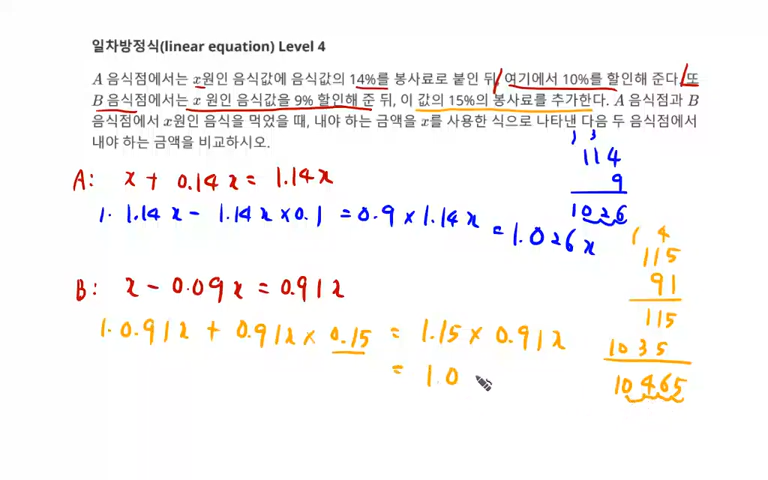 일차방정식(linear equation) Level 4
A 음식점에서는 x원인 음식값에 음식값의 14%를 봉사료로 붙인 뒤, 여기에서 10%를 할인해 준다. 또
B 음식점에서는 x 원인 음식값을 9% 할인해 준 뒤, 이 값의 15%의 봉사료를 추가한다. A 음식점과 B
음식점에서 x원인 음식을 먹었을 때, 내야 하는 금액을 x를 사용한 식으로 나타낸 다음 두 음식점에서
내야 하는 금액을 비교하시오.
1 3
114
9
1026
A: x + 0.14x = 1.14x
1. 1.14x - 1.14x × 0.1 = 0.9 × 1.14x = 1.026x
1 4
115
91
115
1035
10465
B: x - 0.09x = 0.91x
1. 0.91x + 0.91x × 0.15 = 1.15 × 0.91x
= 1.0